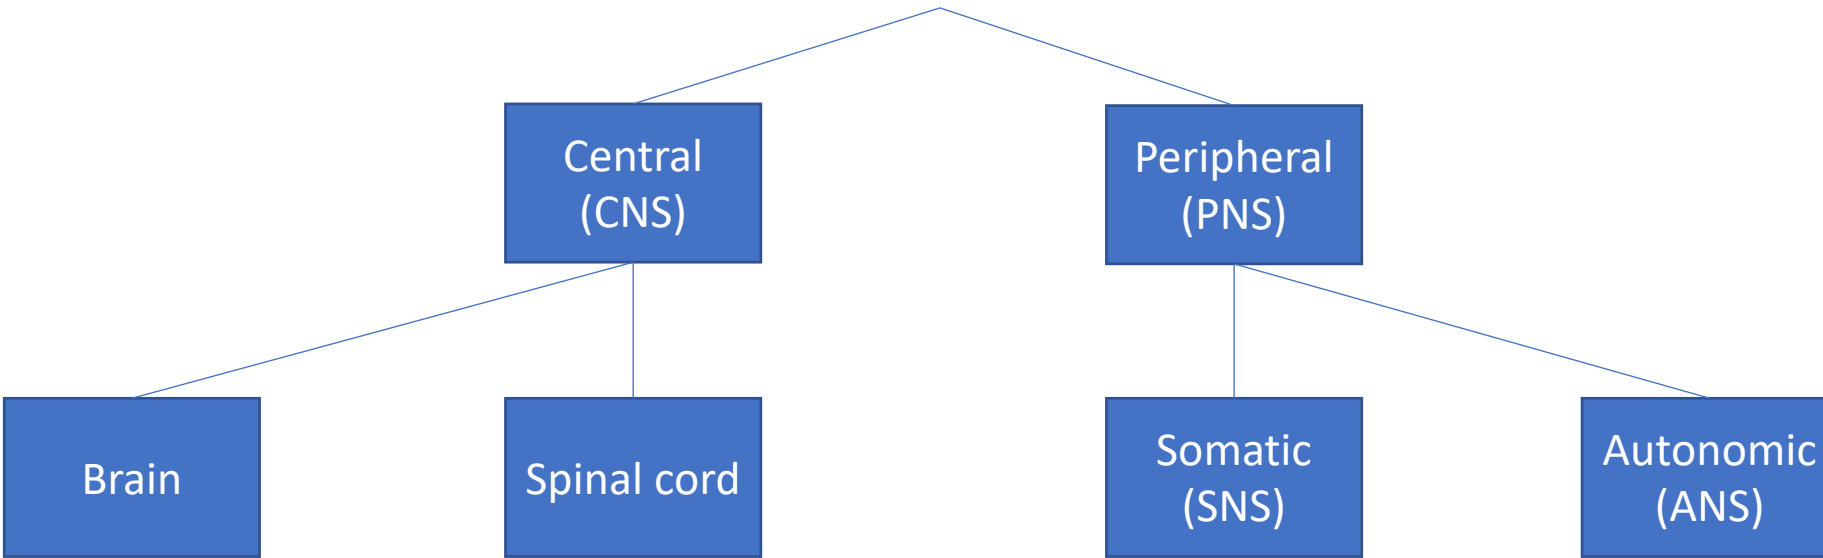 Central
(CNS)
Peripheral
(PNS)
Brain
Spinal cord
Somatic
(SNS)
Autonomic
(ANS)